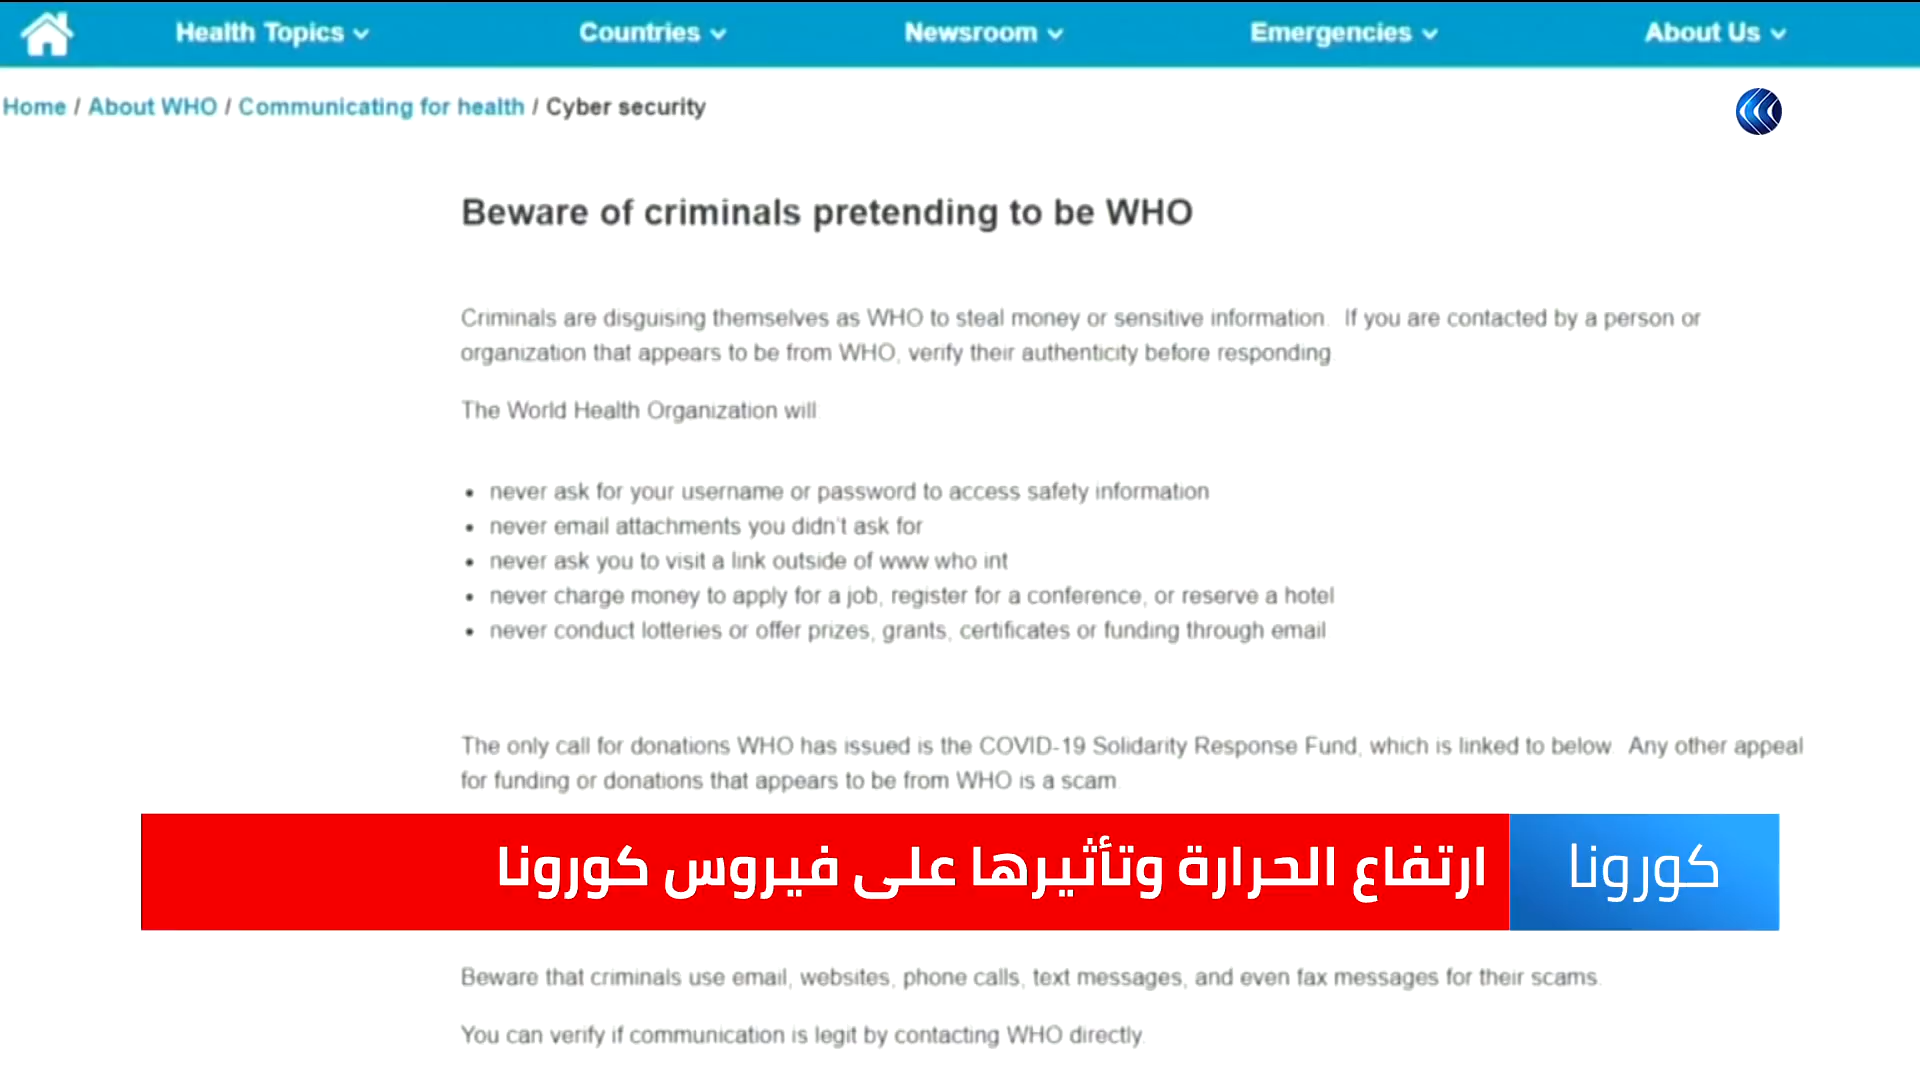 Health Topics Countries Newsroom Emergencies About Us
Home / About WHO / Communicating for health / Cyber security
Beware of criminals pretending to be WHO
Criminals are disguising themselves as WHO to steal money or sensitive information. If you are contacted by a person or
organization that appears to be from WHO, verify their authenticity before responding
The World Health Organization will
• never ask for your username or password to access safety information
• never email attachments you didn't ask for
• never ask you to visit a link outside of www who int
• never charge money to apply for a job, register for a conference, or reserve a hotel
• never conduct lotteries or offer prizes, grants, certificates or funding through email
The only call for donations WHO has issued is the COVID-19 Solidarity Response Fund, which is linked to below Any other appeal
for funding or donations that appears to be from WHO is a scam.
كورونا
ارتفاع الحرارة وتأثيرها على فيروس كورونا
Beware that criminals use email, websites, phone calls, text messages, and even fax messages for their scams.
You can verify if communication is legit by contacting WHO directly.